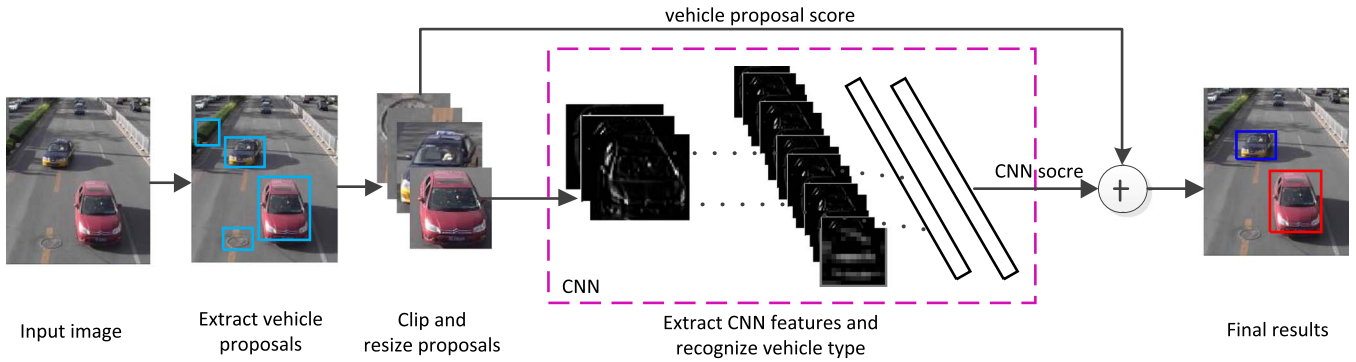 vehicle proposal score
CNN socre
CNN
Input image
Extract vehicle
proposals
Clip and
resize proposals
Extract CNN features and
recognize vehicle type
Final results